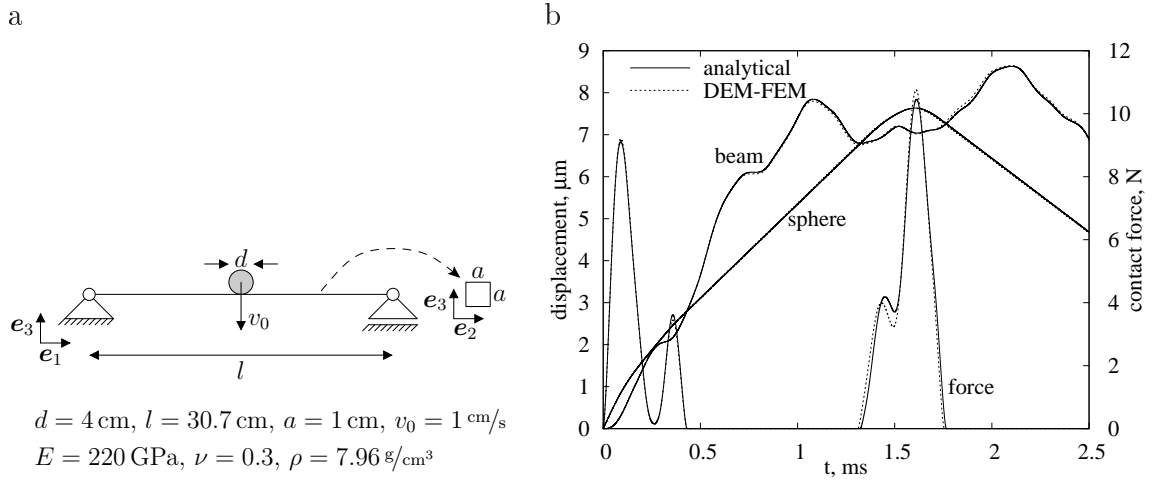 a
d
a
a
e₃
e₁
v₀
e₃
e₂
l
d = 4 cm, l = 30.7 cm, a = 1 cm, v₀ = 1 cm/s
E = 220 GPa, ν = 0.3, ρ = 7.96 g/cm³
b
analytical
DEM-FEM
beam
sphere
force
displacement, μm
9
8
7
6
5
4
3
2
1
0
contact force, N
12
10
8
6
4
2
0
0 0.5 1 1.5 2 2.5
t, ms